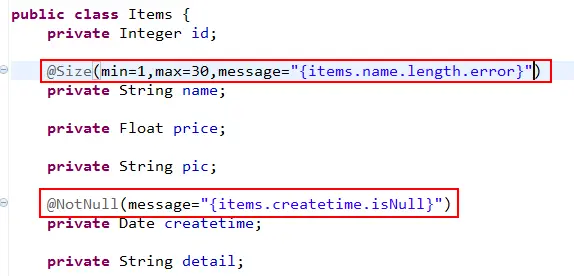 public class Items {
private Integer id;
@Size(min=1,max=30,message="{items.name.length.error}")
private String name;
private Float price;
private String pic;
@NotNull(message="{items.createtime.isNull}")
private Date createtime;
private String detail;